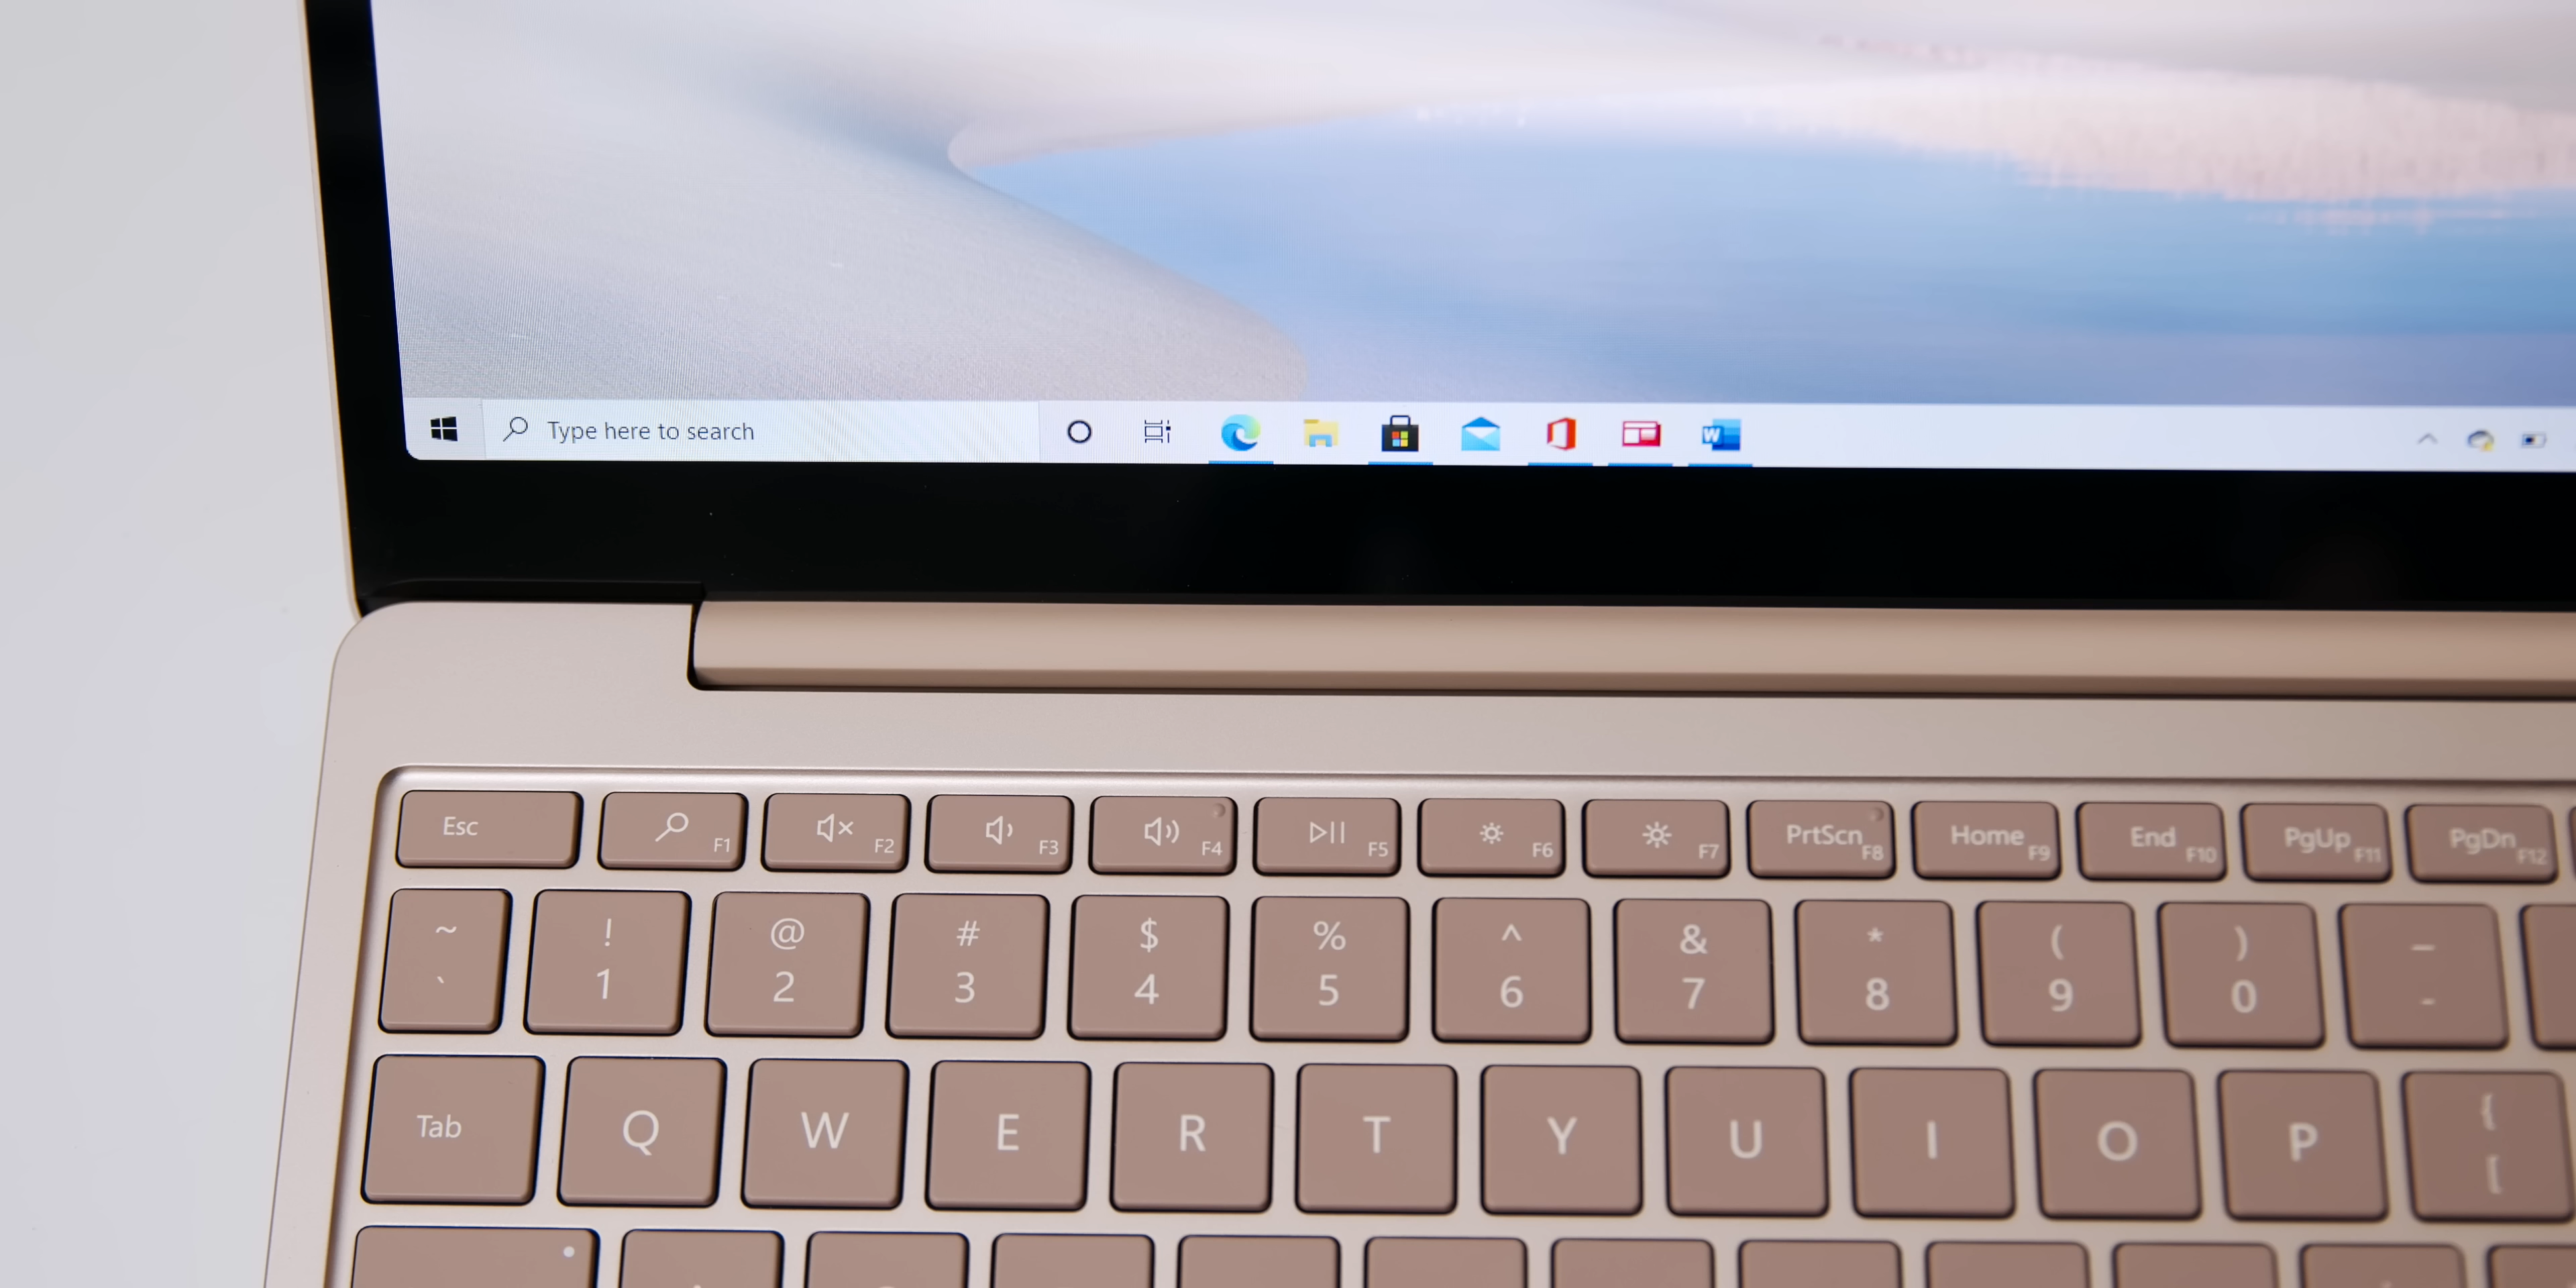 Type here to search
W
Esc F1 F2 F3 F4 F5 F6 F7 PrtScn F8 Home F9 End F10 PgUp F11 PgDn F12
~ ! @ # $ % ^ & * ( ) _
` 1 2 3 4 5 6 7 8 9 0 -
Tab Q W E R T Y U I O P {
[